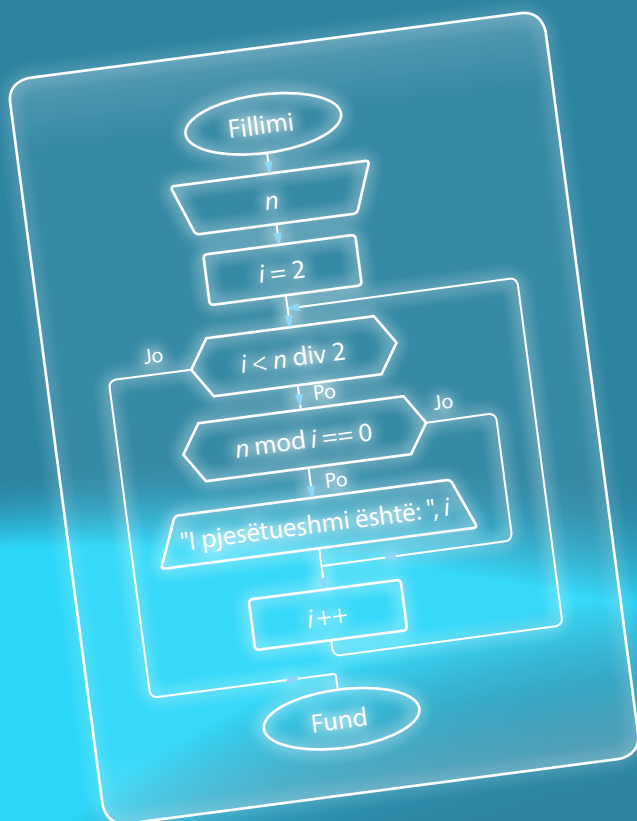 Fillimi
n
i = 2
i < n div 2
Jo
Po
n mod i == 0
Jo
Po
"I pjesëtueshmi është: ", i
i++
Fund